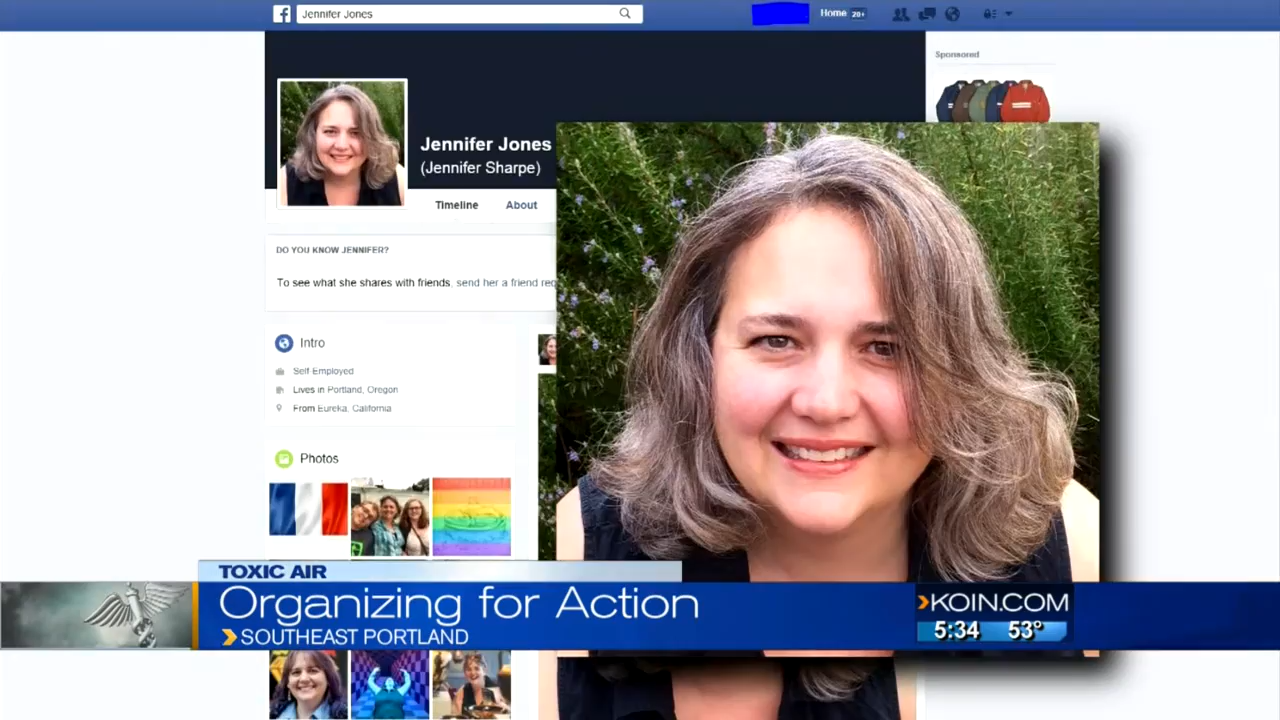 Jennifer Jones
Home 20+
Sponsored
Jennifer Jones
(Jennifer Sharpe)
Timeline About
DO YOU KNOW JENNIFER?
To see what she shares with friends, send her a friend req
Intro
Self-Employed
Lives in Portland, Oregon
From Eureka, California
Photos
TOXIC AIR
Organizing for Action
SOUTHEAST PORTLAND
KOIN.COM
5:34 53°